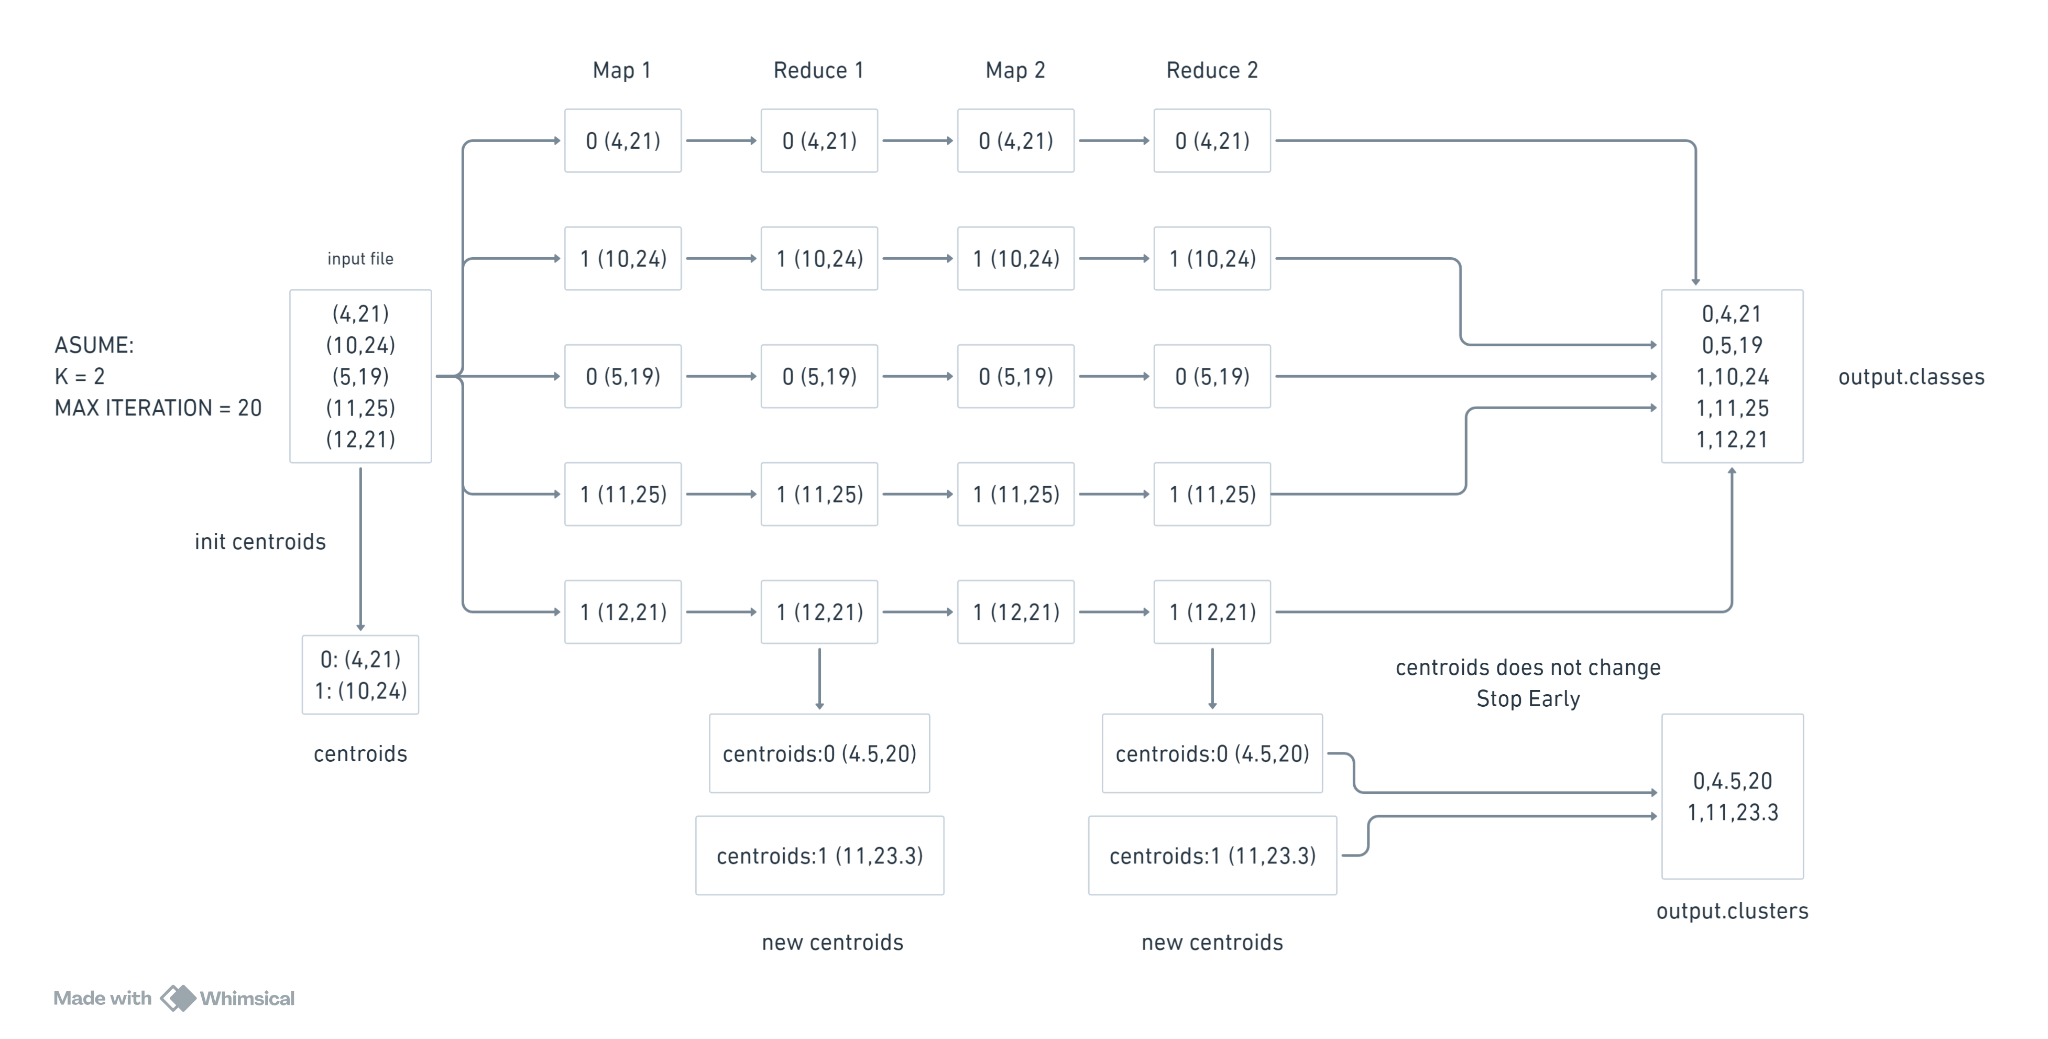 Map 1
Reduce 1
Map 2
Reduce 2
0 (4,21)
0 (4,21)
0 (4,21)
0 (4,21)
1 (10,24)
1 (10,24)
1 (10,24)
1 (10,24)
input file
(4,21)
(10,24)
(5,19)
(11,25)
(12,21)
ASUME:
K = 2
MAX ITERATION = 20
0 (5,19)
0 (5,19)
0 (5,19)
0 (5,19)
0,4,21
0,5,19
1,10,24
1,11,25
1,12,21
output.classes
1 (11,25)
1 (11,25)
1 (11,25)
1 (11,25)
init centroids
1 (12,21)
1 (12,21)
1 (12,21)
1 (12,21)
0: (4,21)
1: (10,24)
centroids
centroids does not change
Stop Early
centroids:0 (4.5,20)
centroids:0 (4.5,20)
centroids:1 (11,23.3)
centroids:1 (11,23.3)
0,4.5,20
1,11,23.3
output.clusters
new centroids
new centroids
Made with Whimsical